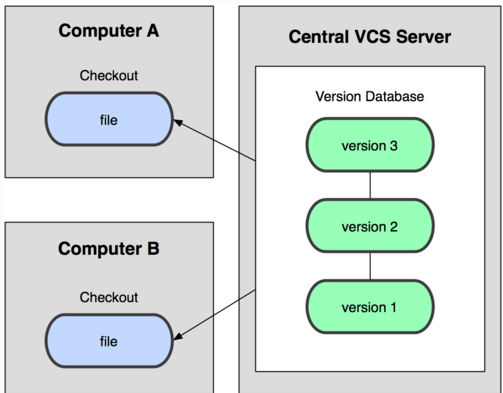 Computer A
Checkout
file
Computer B
Checkout
file
Central VCS Server
Version Database
version 3
version 2
version 1